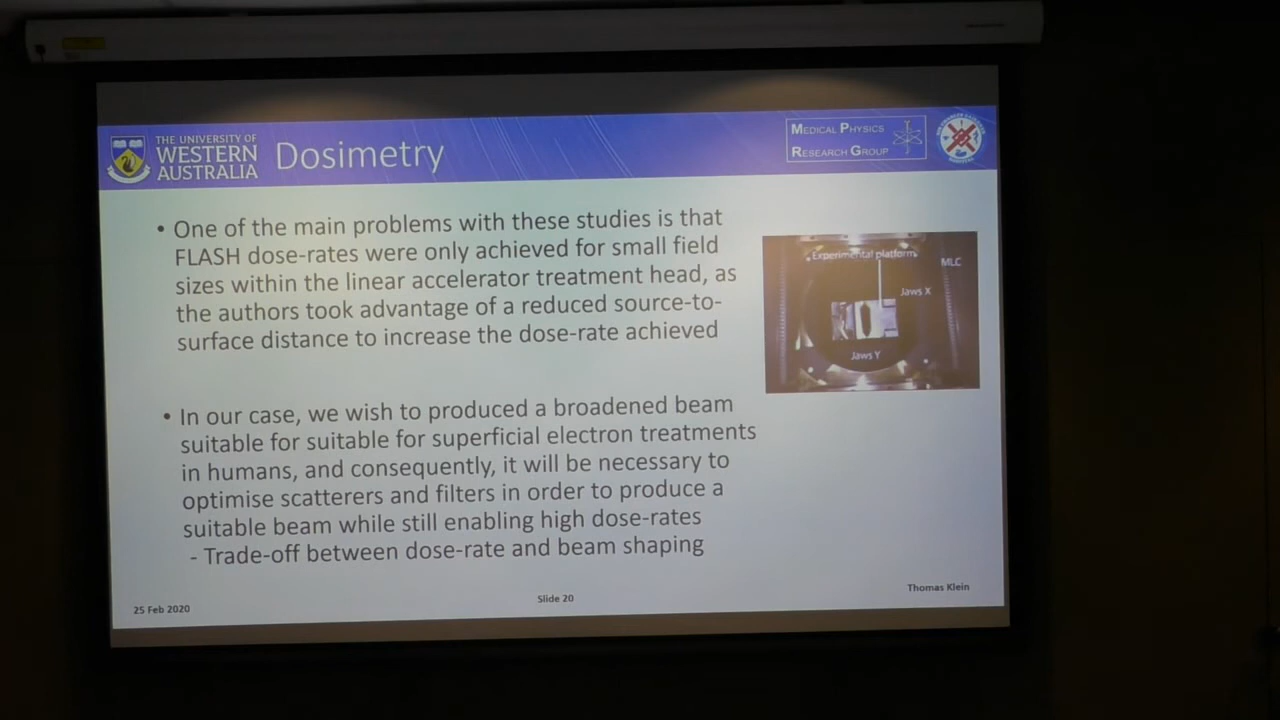 THE UNIVERSITY OF
WESTERN
AUSTRALIA
Dosimetry
MEDICAL PHYSICS
RESEARCH GROUP
• One of the main problems with these studies is that
FLASH dose-rates were only achieved for small field
sizes within the linear accelerator treatment head, as
the authors took advantage of a reduced source-to-
surface distance to increase the dose-rate achieved
Experimental platform
MLC
Jaws X
Jaws Y
• In our case, we wish to produced a broadened beam
suitable for suitable for superficial electron treatments
in humans, and consequently, it will be necessary to
optimise scatterers and filters in order to produce a
suitable beam while still enabling high dose-rates
- Trade-off between dose-rate and beam shaping
25 Feb 2020
Slide 20
Thomas Klein